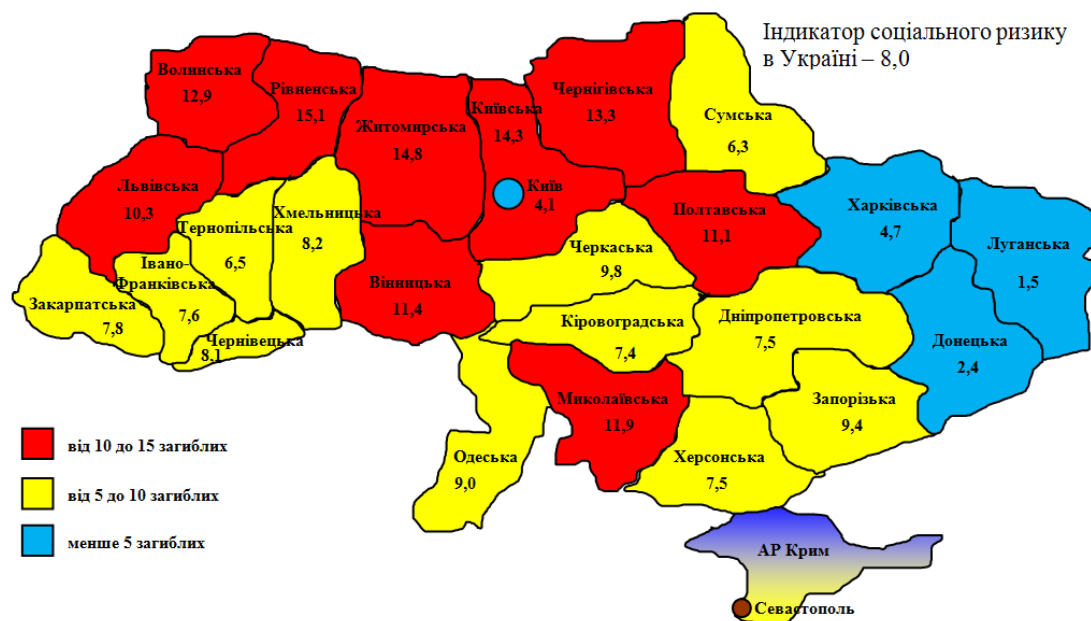 Індикатор соціального ризику
в Україні – 8,0
Волинська
12,9
Рівненська
15,1
Житомирська
14,8
Київська
14,3
Чернігівська
13,3
Сумська
6,3
Львівська
10,3
Тернопільська
6,5
Хмельницька
8,2
Київ
4,1
Полтавська
11,1
Харківська
4,7
Луганська
1,5
Івано-
Франківська
7,6
Закарпатська
7,8
Чернівецька
8,1
Вінницька
11,4
Черкаська
9,8
Кіровоградська
7,4
Дніпропетровська
7,5
Донецька
2,4
Миколаївська
11,9
Запорізька
9,4
Одеська
9,0
Херсонська
7,5
від 10 до 15 загиблих
від 5 до 10 загиблих
менше 5 загиблих
АР Крим
Севастополь